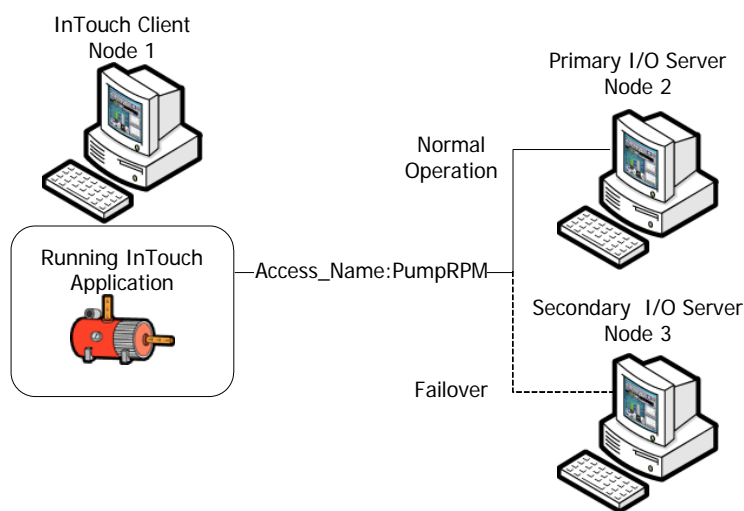 InTouch Client
Node 1
Primary I/O Server
Node 2
Normal
Operation
Running InTouch
Application
Access_Name:PumpRPM
Secondary I/O Server
Node 3
Failover